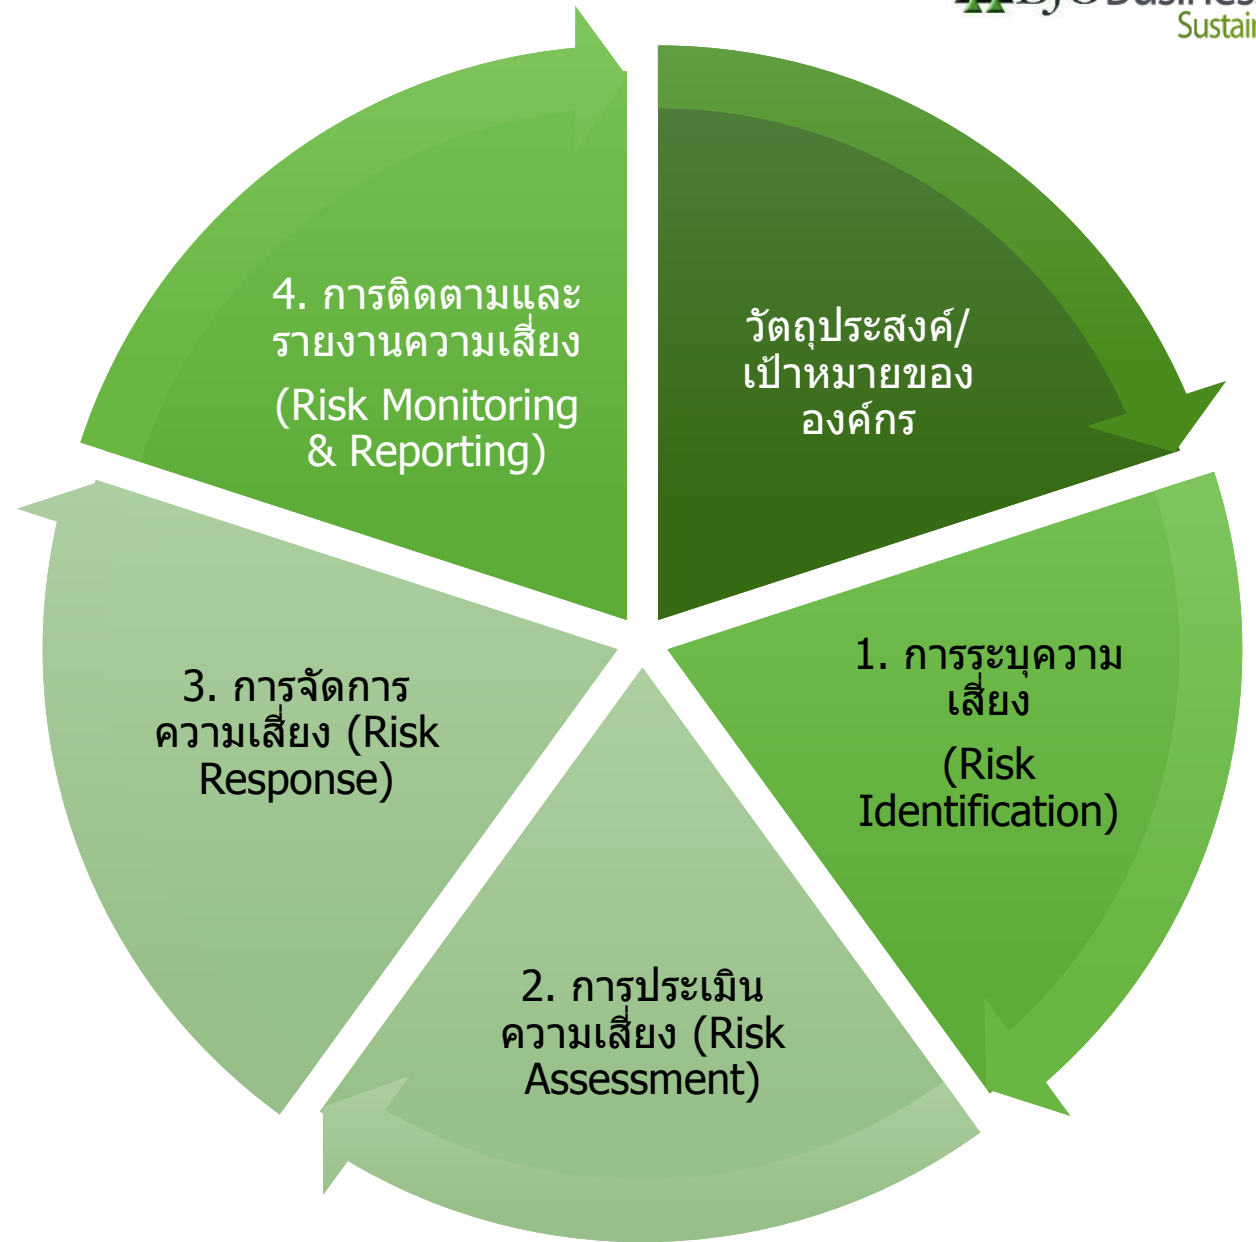 Sustain
วัตถุประสงค์/
เป้าหมายของ
องค์กร
1. การระบุความ
เสี่ยง
(Risk
Identification)
2. การประเมิน
ความเสี่ยง (Risk
Assessment)
3. การจัดการ
ความเสี่ยง (Risk
Response)
4. การติดตามและ
รายงานความเสี่ยง
(Risk Monitoring
& Reporting)